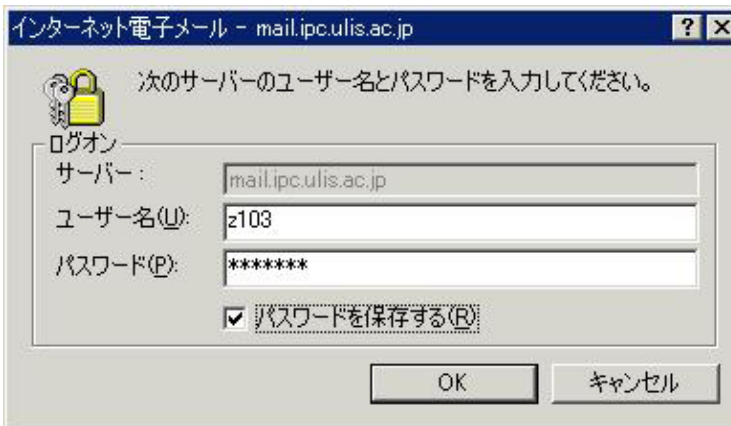 インターネット電子メール - mail.ipc.ulis.ac.jp
次のサーバーのユーザー名とパスワードを入力してください。
ログオン
サーバー: mail.ipc.ulis.ac.jp
ユーザー名(U): z103
パスワード(P): *******
パスワードを保存する(R)
OK キャンセル